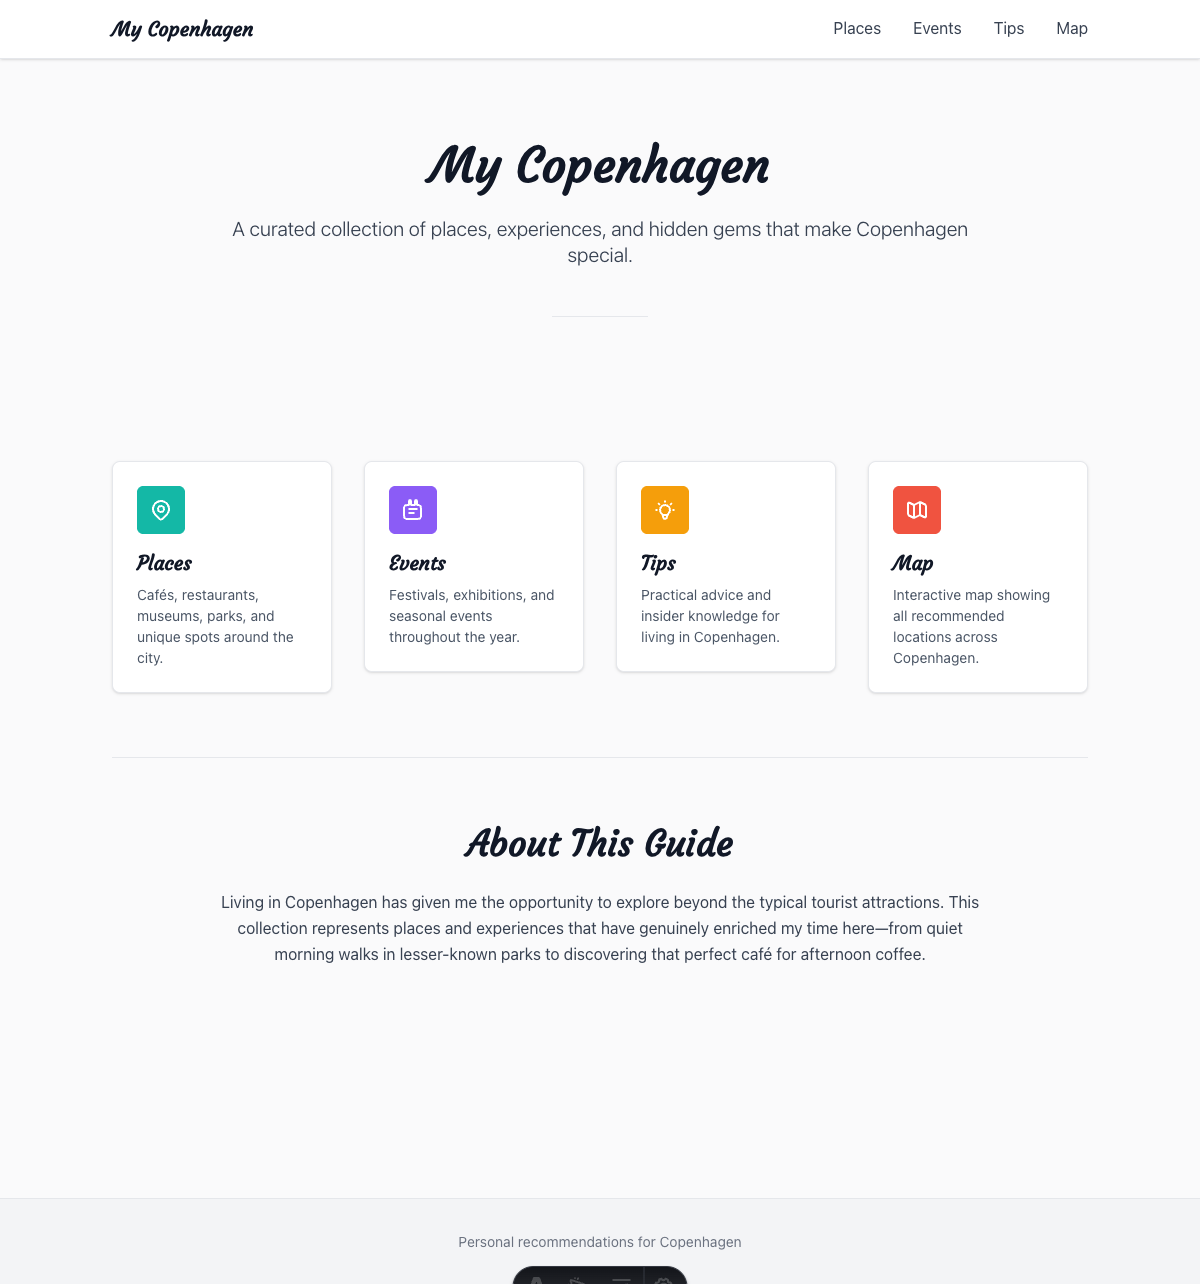 My Copenhagen
Places
Events
Tips
Map
My Copenhagen
A curated collection of places, experiences, and hidden gems that make Copenhagen
special.
Places
Cafés, restaurants,
museums, parks, and
unique spots around the
city.
Events
Festivals, exhibitions, and
seasonal events
throughout the year.
Tips
Practical advice and
insider knowledge for
living in Copenhagen.
Map
Interactive map showing
all recommended
locations across
Copenhagen.
About This Guide
Living in Copenhagen has given me the opportunity to explore beyond the typical tourist attractions. This
collection represents places and experiences that have genuinely enriched my time here—from quiet
morning walks in lesser-known parks to discovering that perfect café for afternoon coffee.
Personal recommendations for Copenhagen